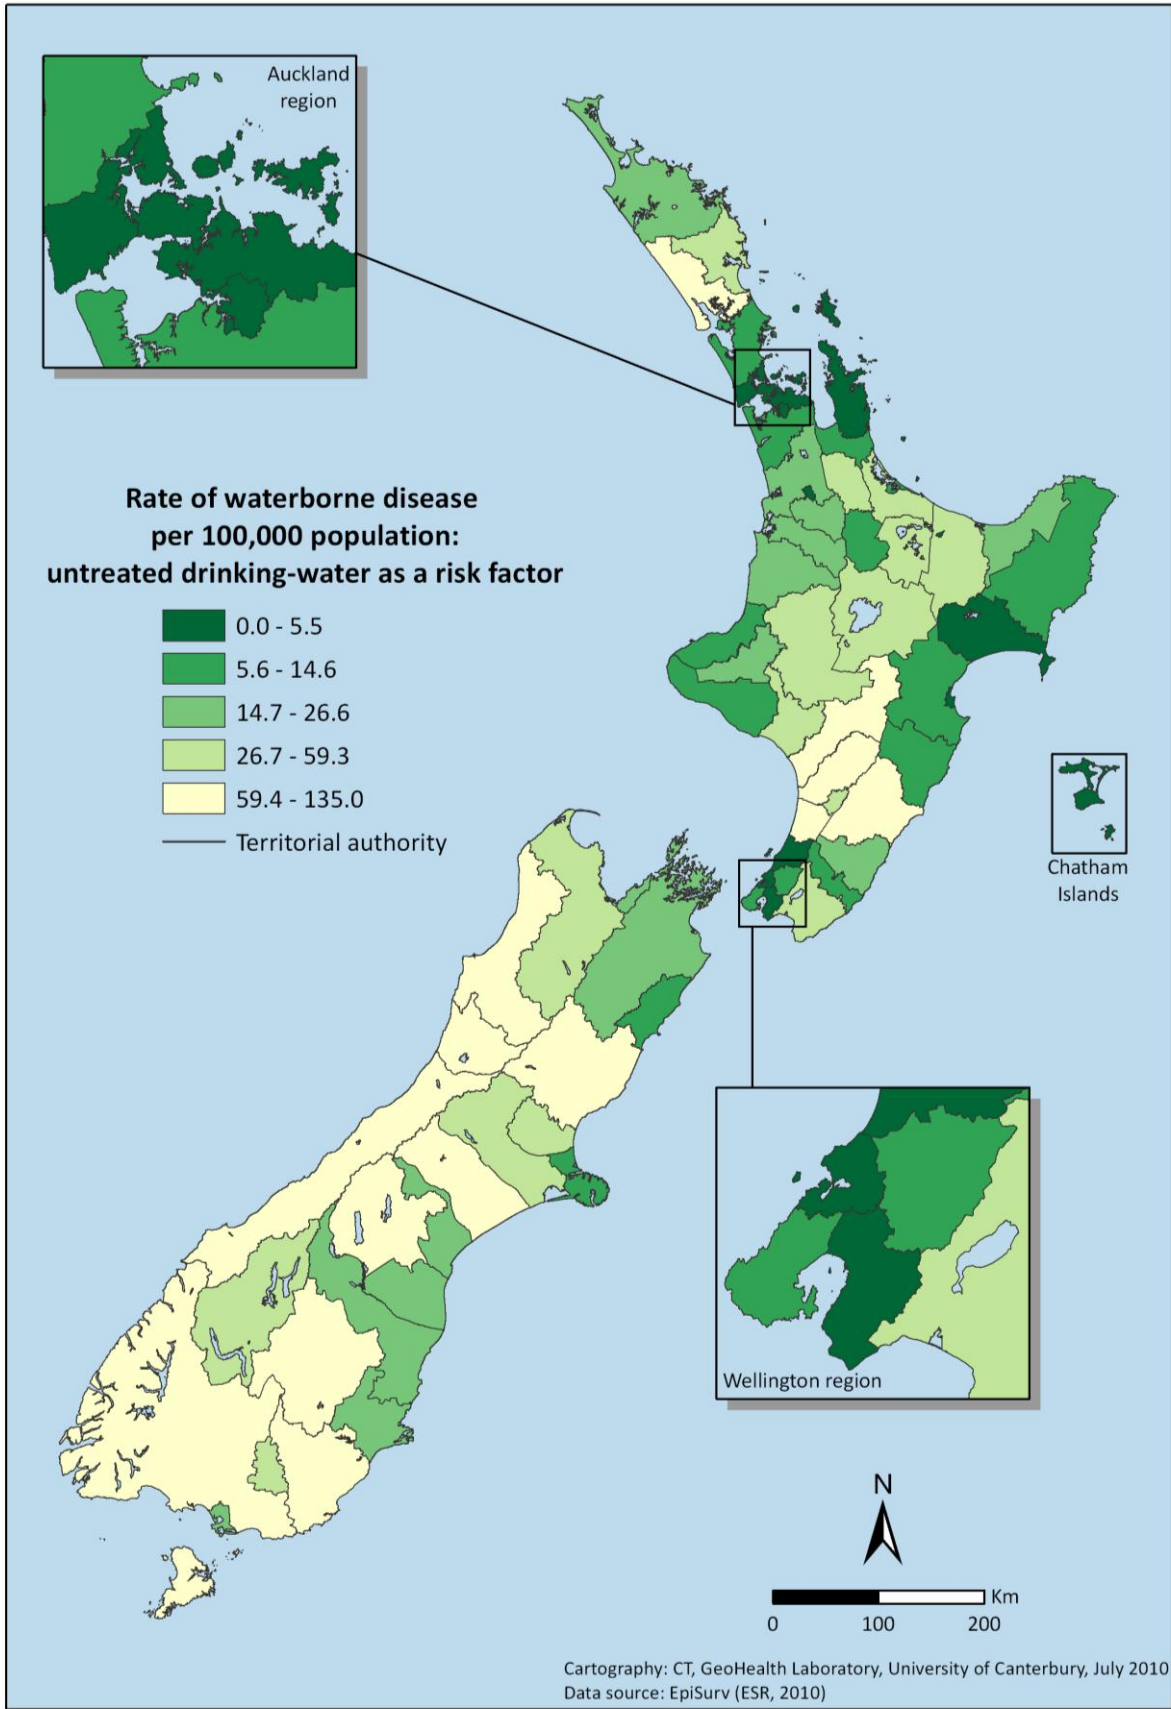 Auckland
region
Rate of waterborne disease
per 100,000 population:
untreated drinking-water as a risk factor
0.0 - 5.5
5.6 - 14.6
14.7 - 26.6
26.7 - 59.3
59.4 - 135.0
Territorial authority
Chatham
Islands
Wellington region
N
Km
0 100 200
Cartography: CT, GeoHealth Laboratory, University of Canterbury, July 2010
Data source: EpiSurv (ESR, 2010)